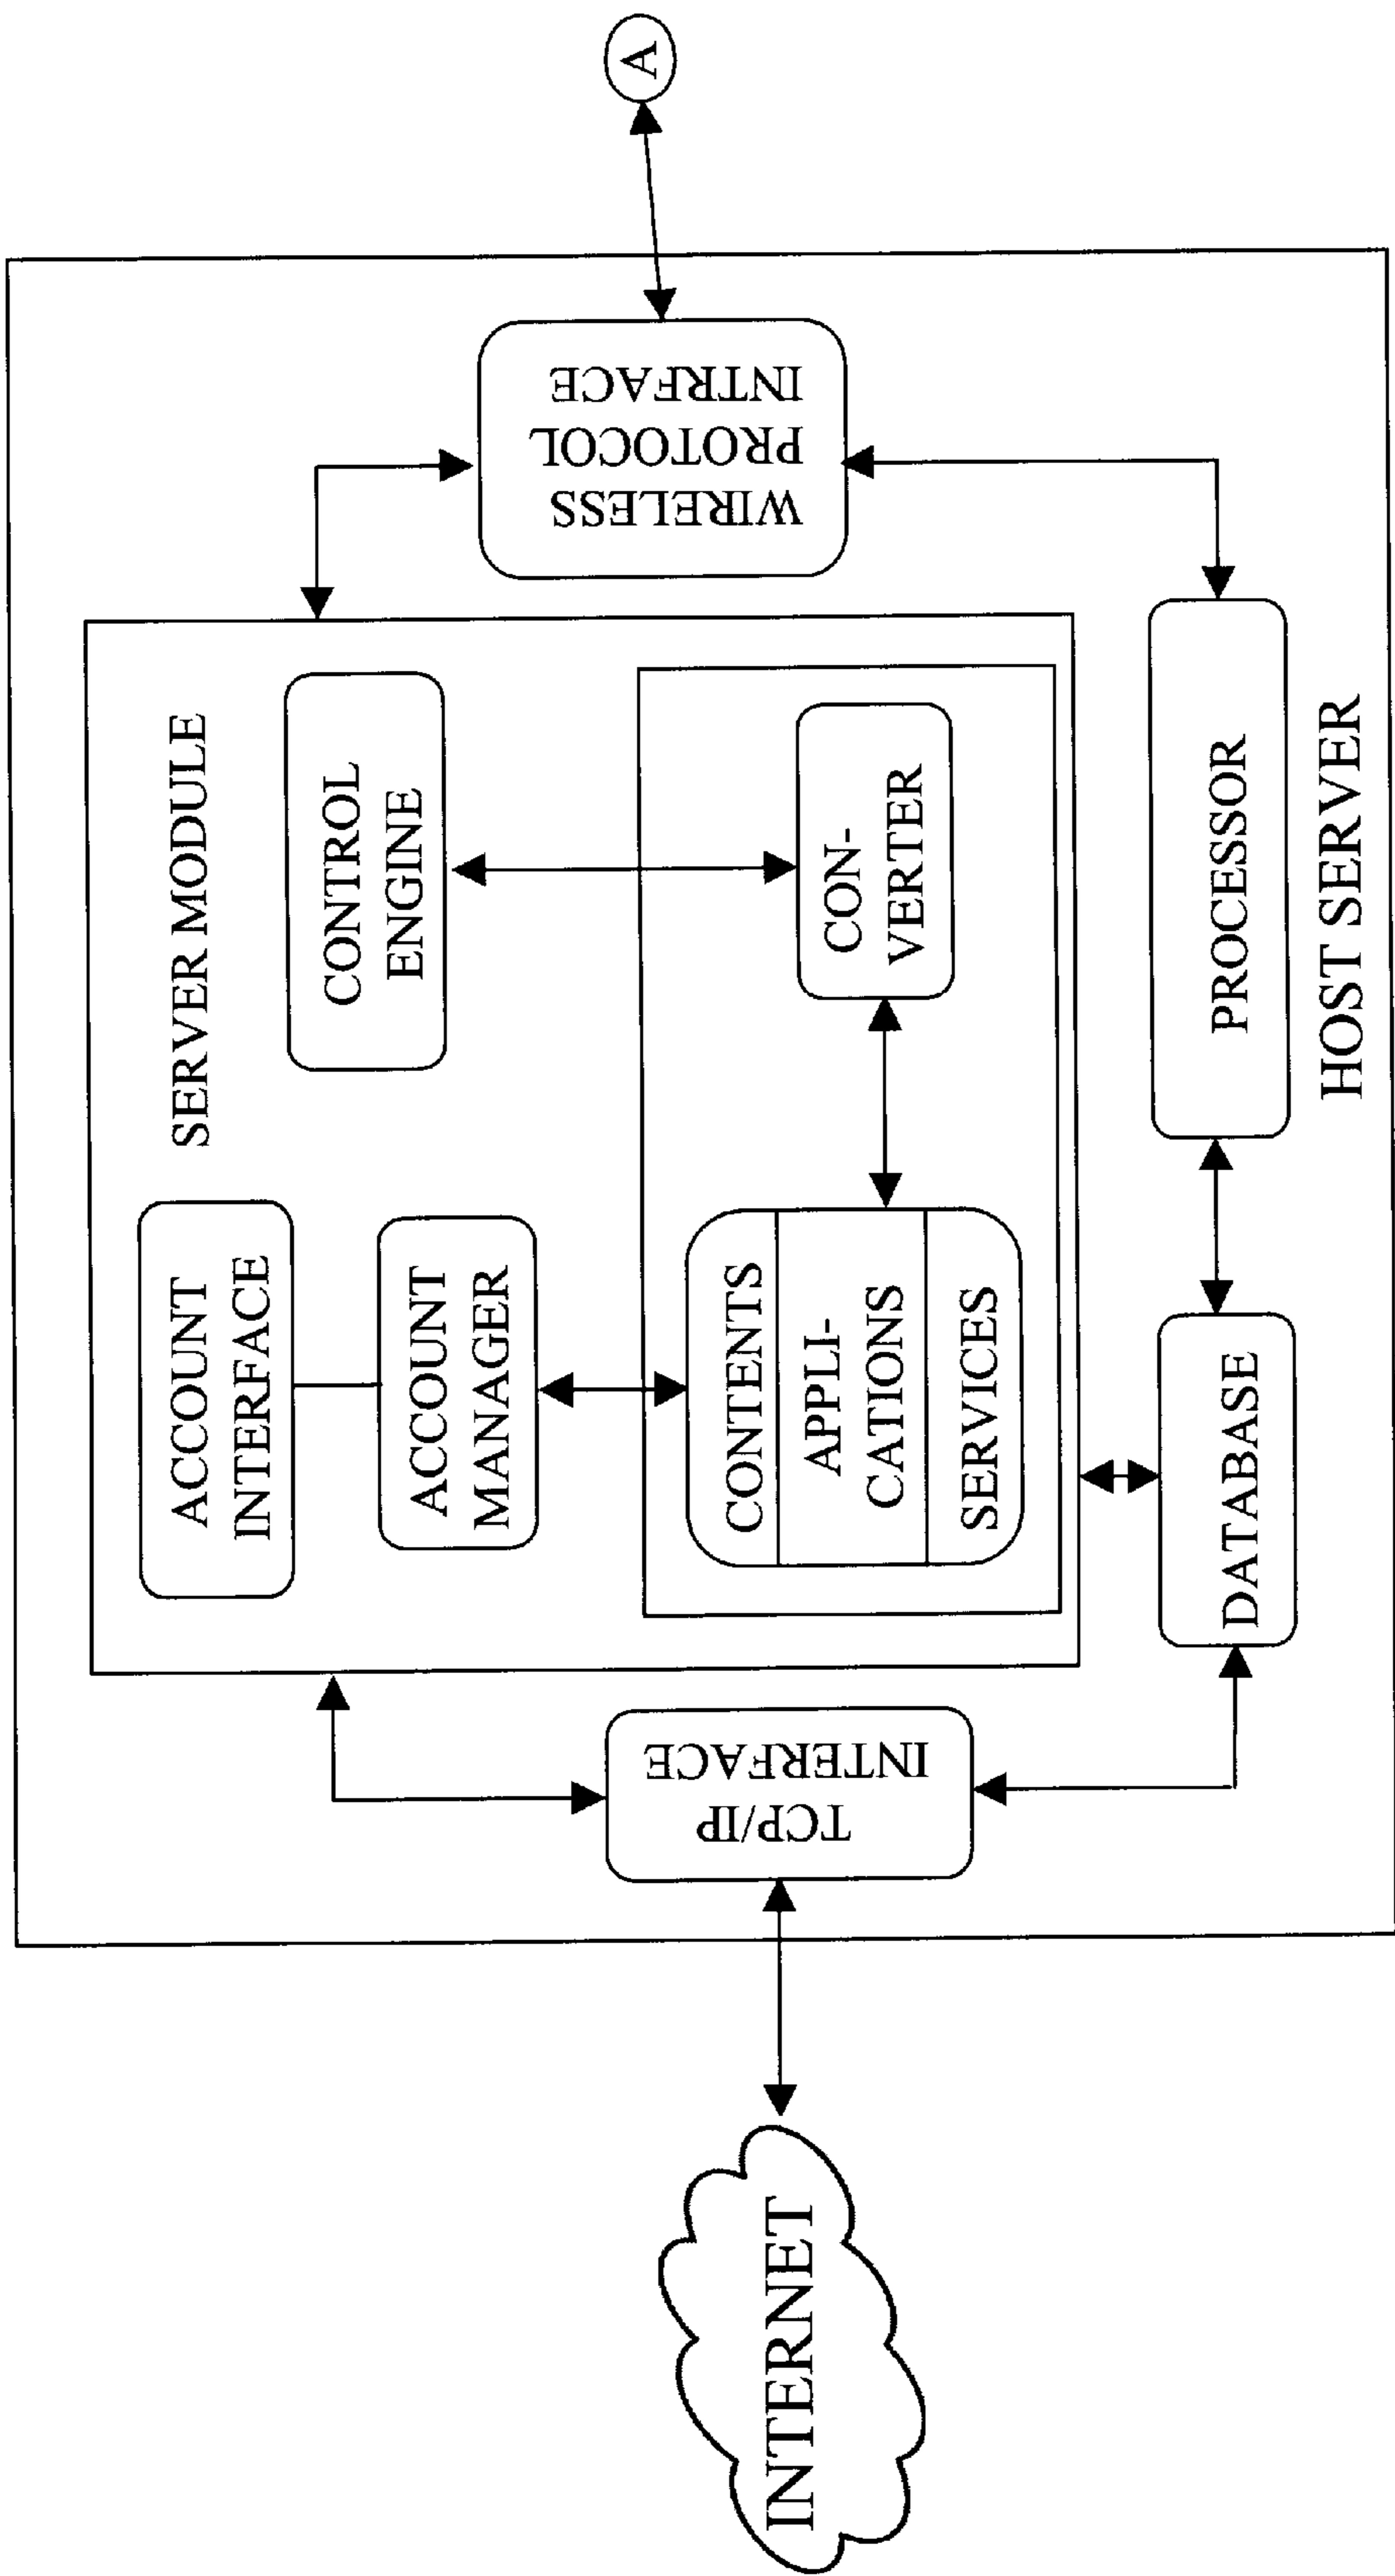 SERVER MODULE
ACCOUNT
INTERFACE
CONTROL
ENGINE
ACCOUNT
MANAGER
INTERNET
TCP/IP
INTERFACE
CONTENTS
APPLI-
CATIONS
SERVICES
CON-
VERTER
WIRELESS
PROTOCOL
INTRFACE
A
DATABASE
PROCESSOR
HOST SERVER